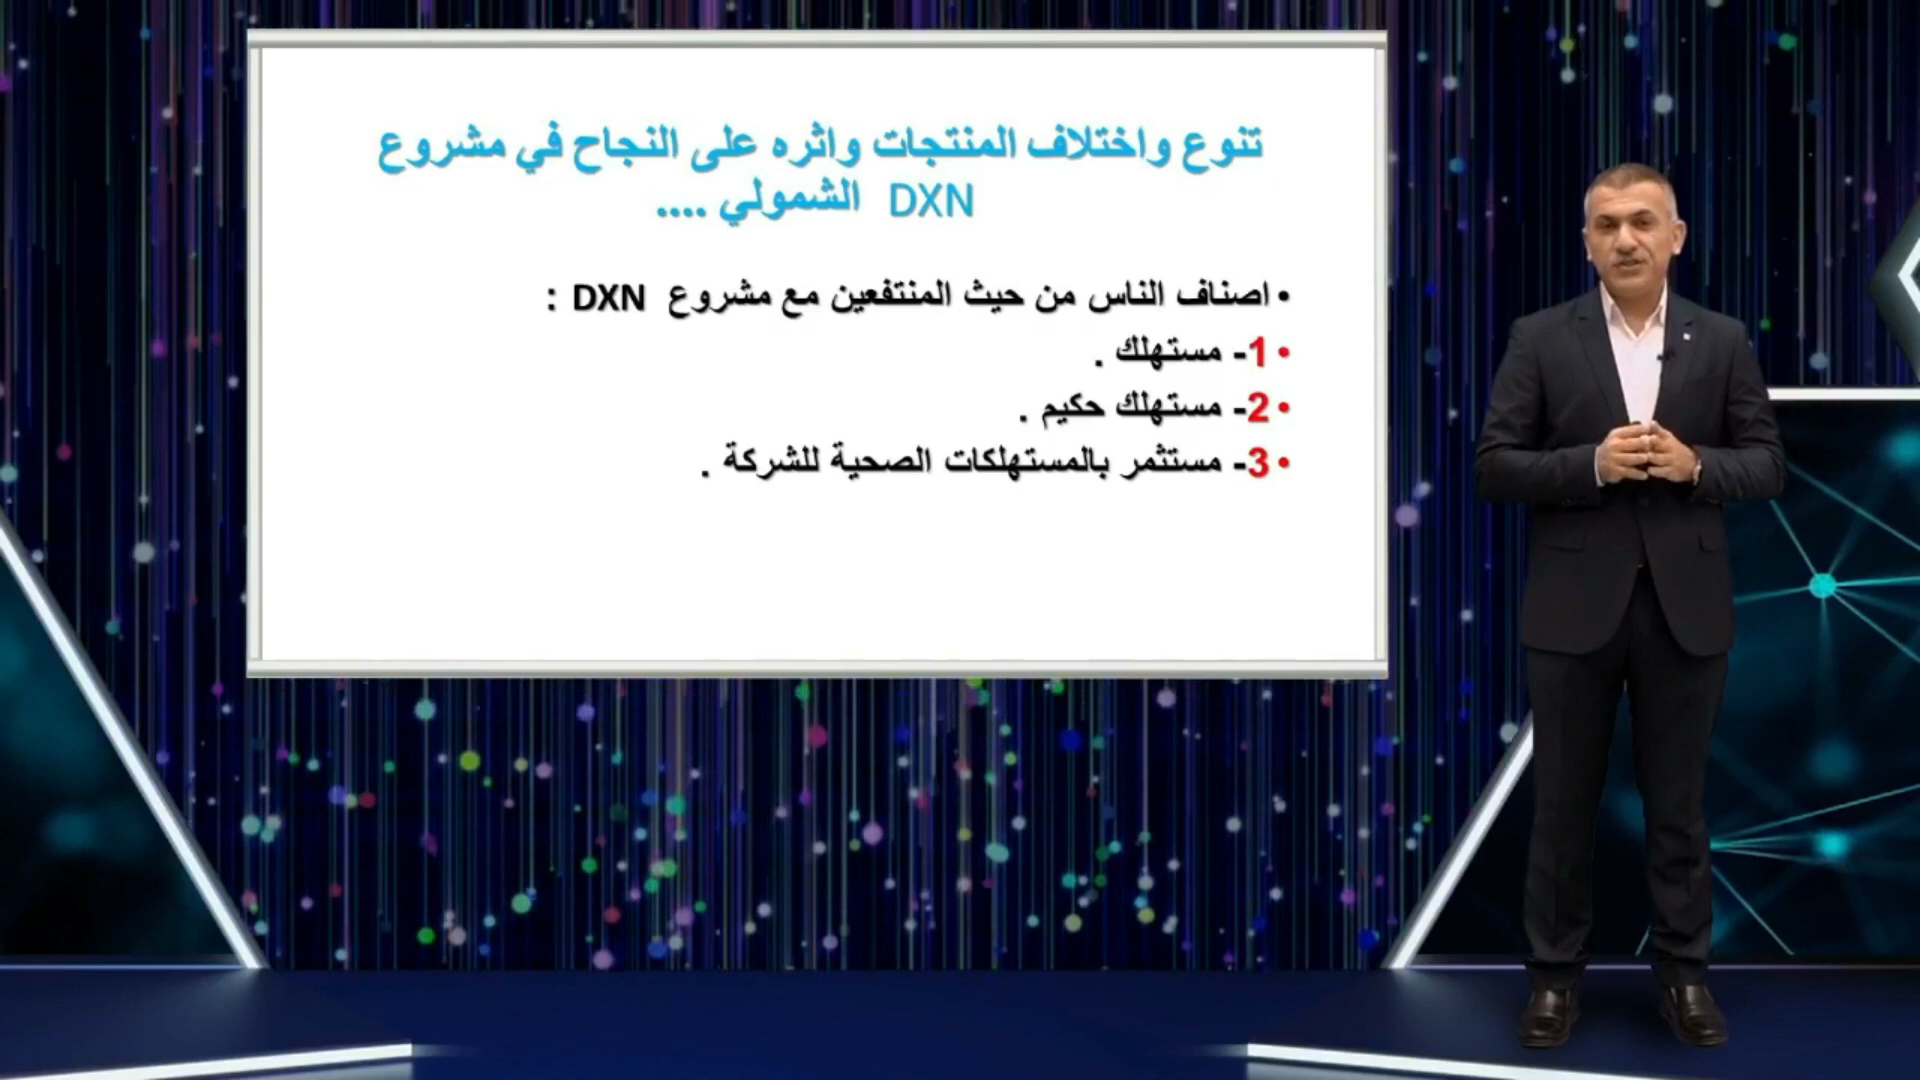 تنوع واختلاف المنتجات واثره على النجاح في مشروع
DXN الشمولي ....
• اصناف الناس من حيث المنتفعين مع مشروع DXN :
• 1- مستهلك .
• 2- مستهلك حكيم .
• 3- مستثمر بالمستهلكات الصحية للشركة .